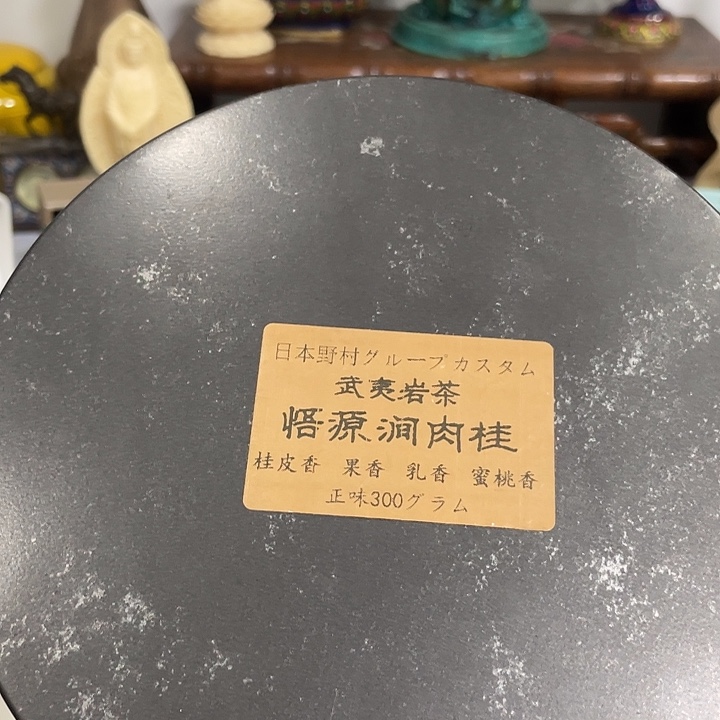 日本野村グループカスタム
武夷岩茶
悟源涧肉桂
桂皮香 果香 乳香 蜜桃香
正味300グラム